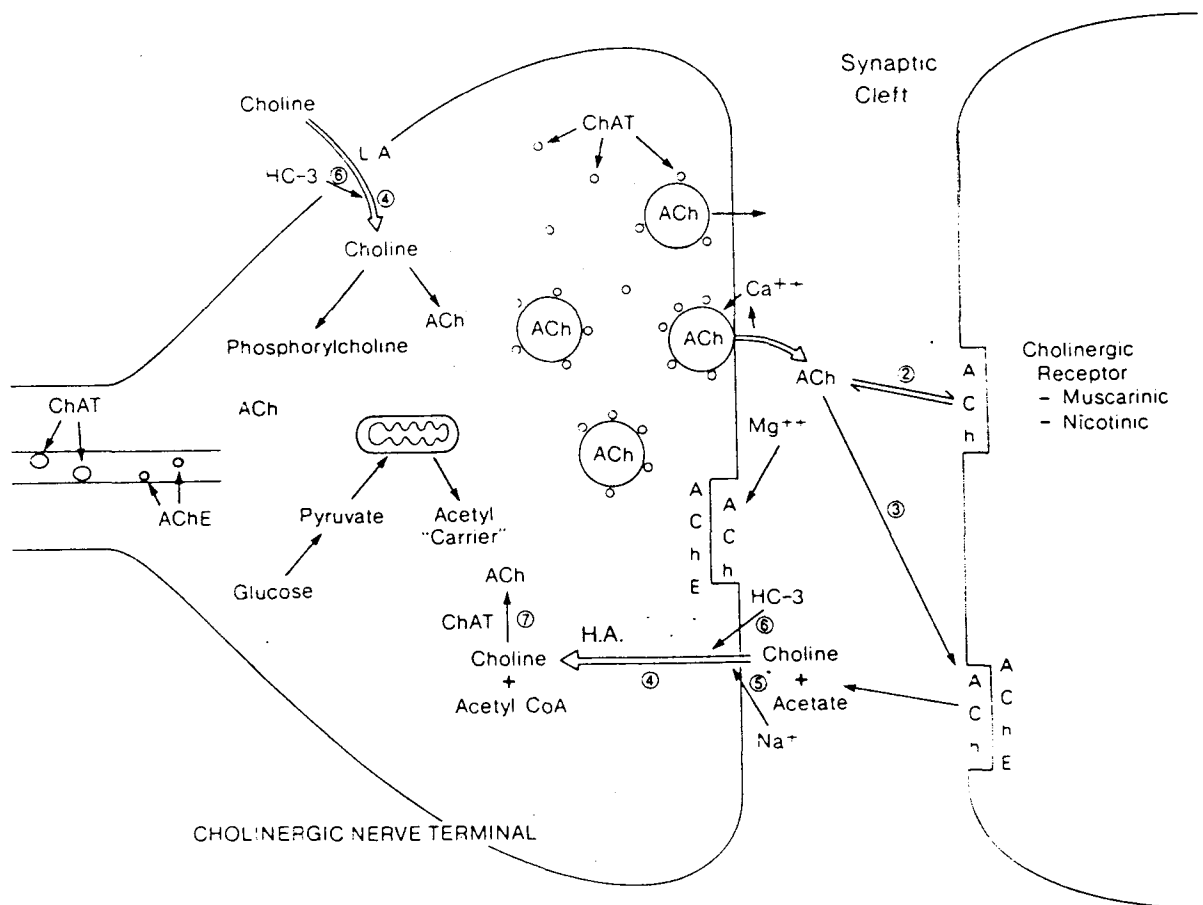 Synaptic
Cleft
Choline
ChAT
L A
HC-3 ⑥
④
ACh
Choline
Ca++
ACh
ACh
ACh
Phosphorylcholine
ACh
②
A
C
h
Cholinergic
Receptor
- Muscarinic
- Nicotinic
ChAT
ACh
Mg++
ACh
AChE
Pyruvate
Acetyl
"Carrier"
A
C
h
E
A
C
h
③
Glucose
ACh
ChAT ⑦
HC-3
⑥
H.A.
Choline
+
Acetyl CoA
④
⑤
Choline
+
Acetate
Na+
A
C
h
A
C
h
E
CHOLINERGIC NERVE TERMINAL